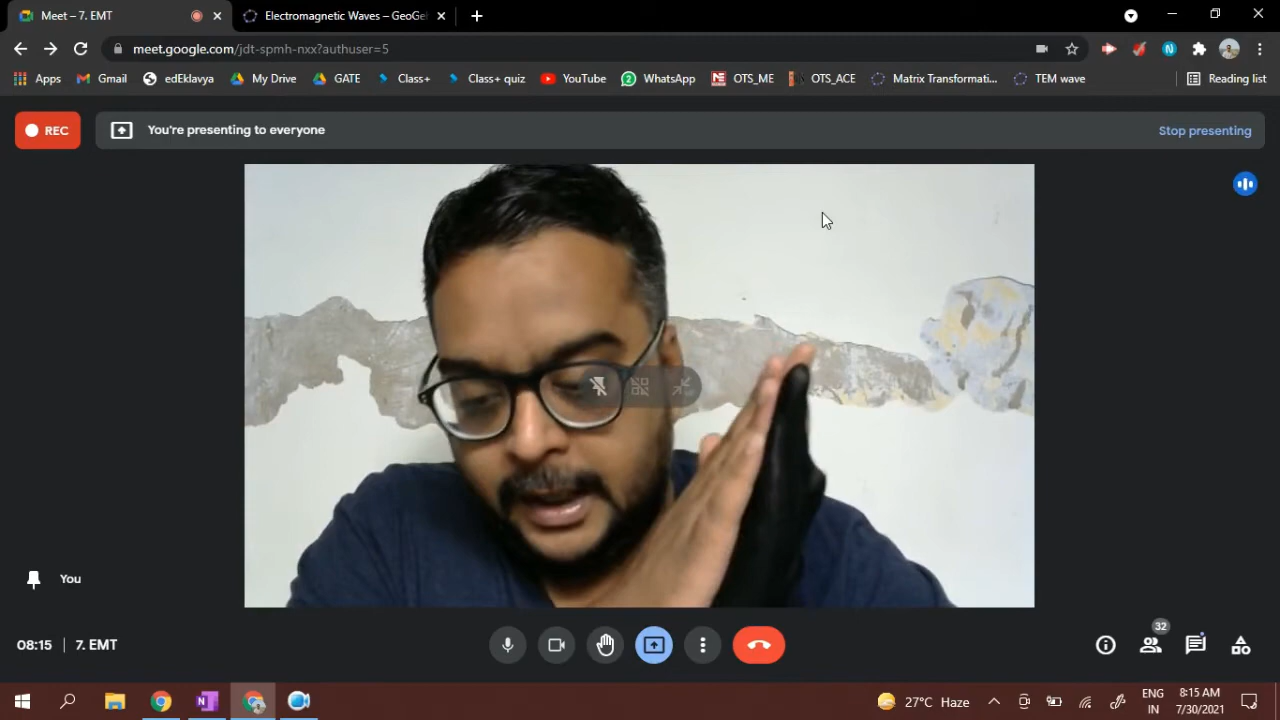 Meet – 7. EMT
Electromagnetic Waves – GeoGe
meet.google.com/jdt-spmh-nxx?authuser=5
Apps
Gmail
edEklavya
My Drive
GATE
Class+
Class+ quiz
YouTube
2
WhatsApp
OTS_ME
OTS_ACE
Matrix Transformati...
TEM wave
Reading list
REC
You're presenting to everyone
Stop presenting
You
08:15 | 7. EMT
32
27°C Haze
ENG
IN
8:15 AM
7/30/2021